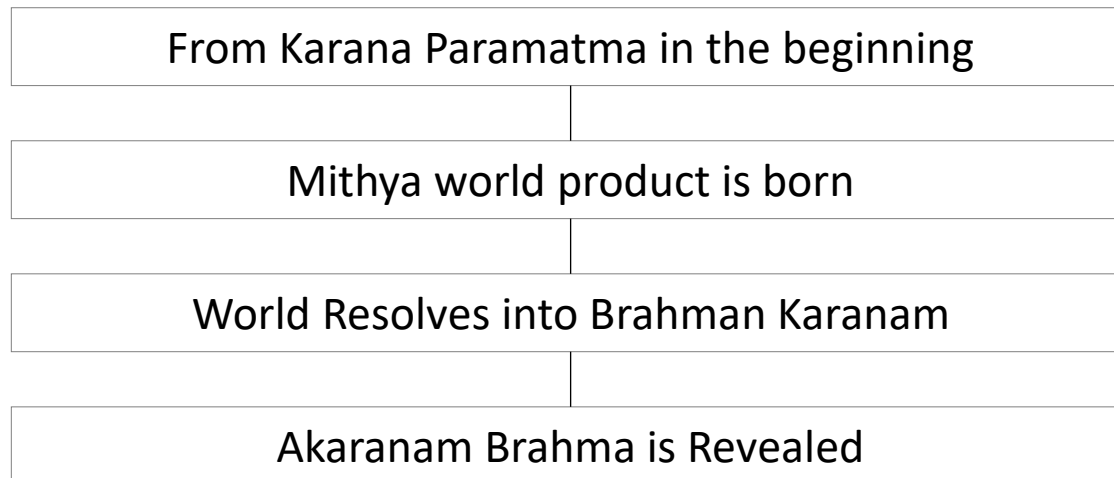 From Karana Paramatma in the beginning
Mithya world product is born
World Resolves into Brahman Karanam
Akaranam Brahma is Revealed